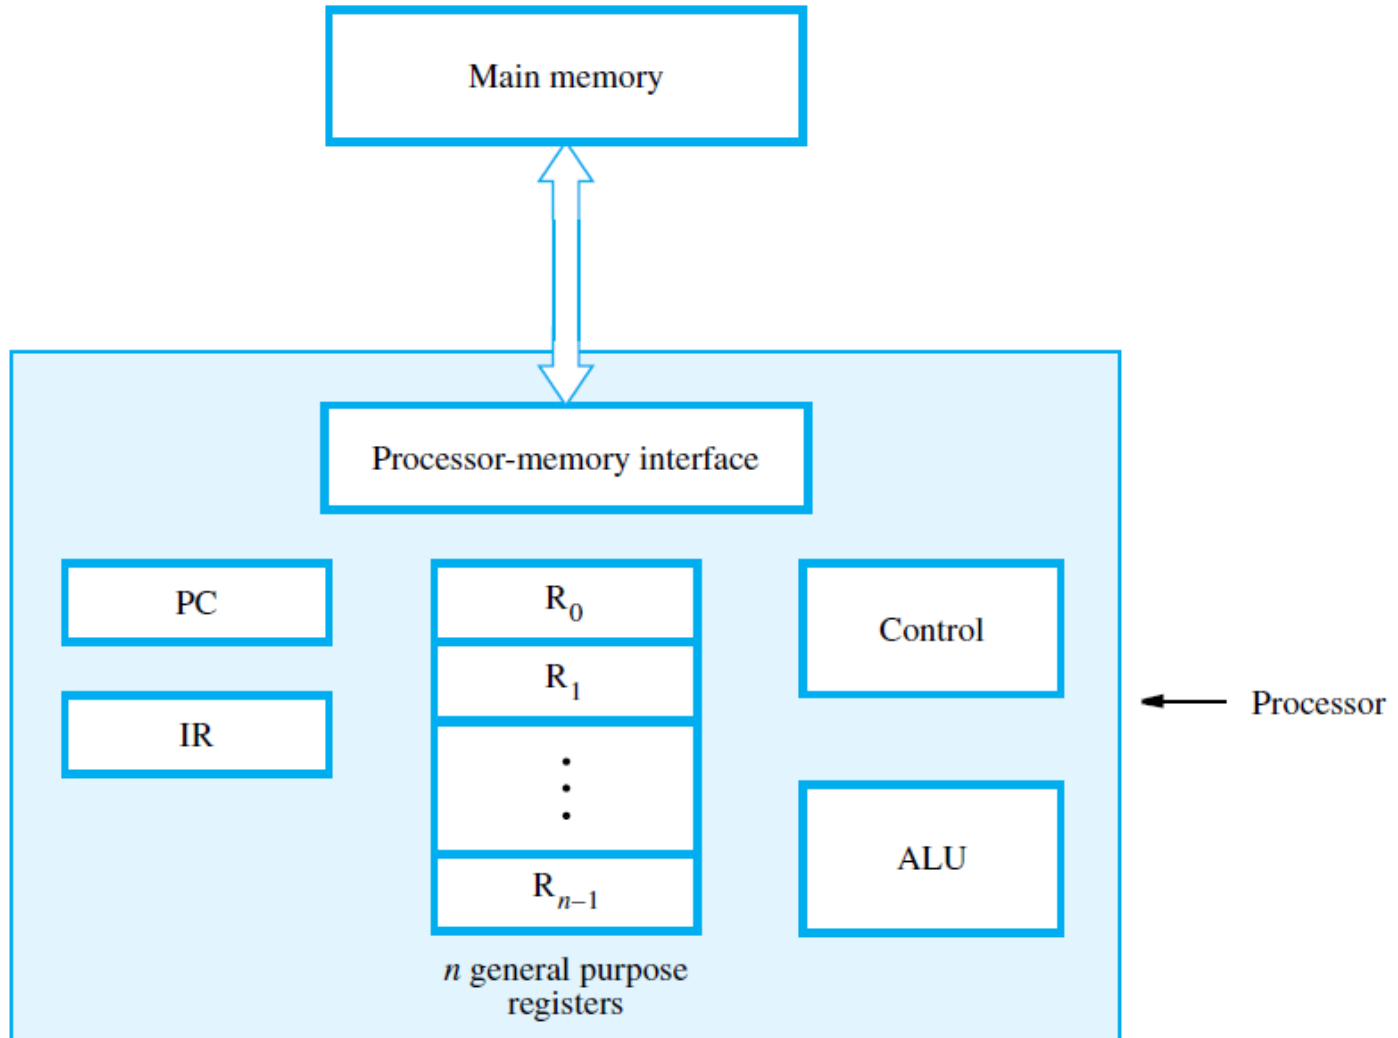 Main memory
Processor-memory interface
PC
R0
Control
R1
Processor
IR
ALU
Rn–1
n general purpose
registers